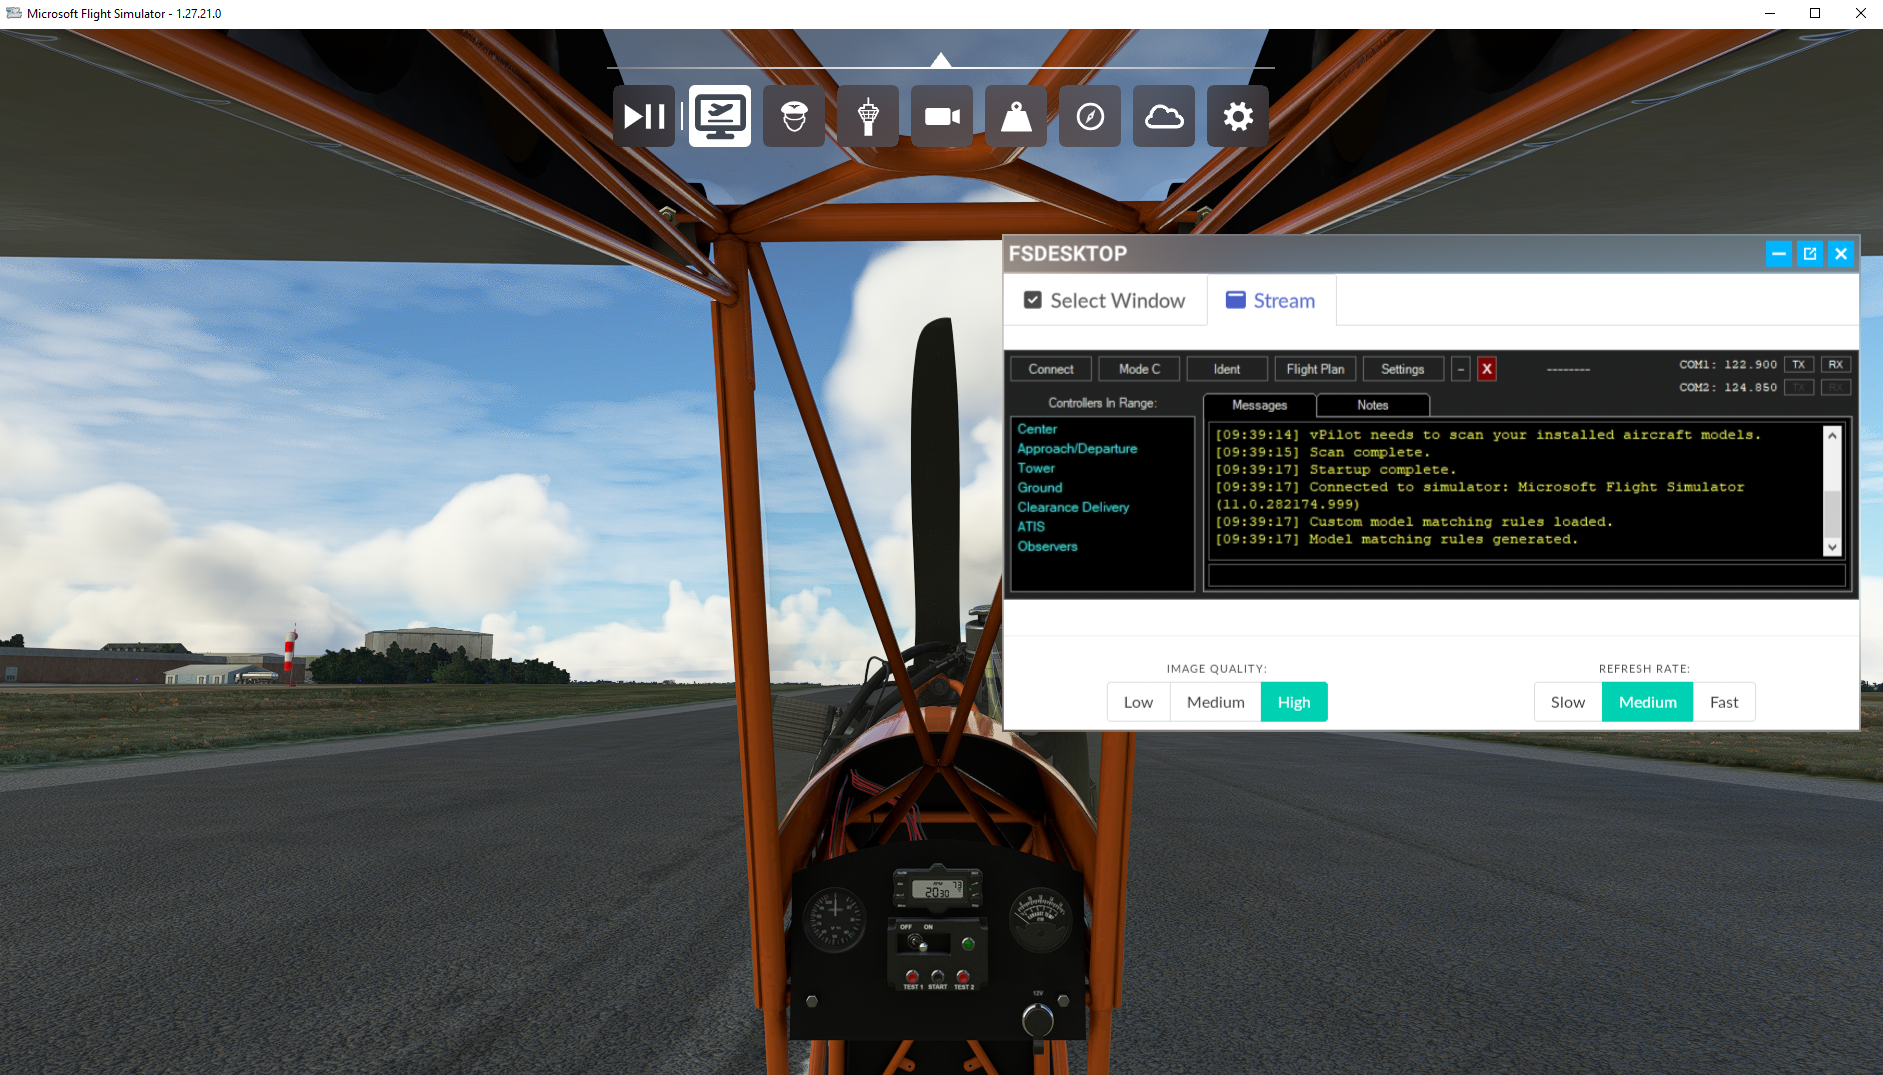 Microsoft Flight Simulator - 1.27.21.0
FSDESKTOP
Select Window
Stream
Connect
Mode C
Ident
Flight Plan
Settings
-
X
--------
COM1: 122.900
TX
RX
COM2: 124.850
TX
RX
Controllers In Range:
Messages
Notes
Center
Approach/Departure
Tower
Ground
Clearance Delivery
ATIS
Observers
[09:39:14] vPilot needs to scan your installed aircraft models.
[09:39:15] Scan complete.
[09:39:17] Startup complete.
[09:39:17] Connected to simulator: Microsoft Flight Simulator
(11.0.282174.999)
[09:39:17] Custom model matching rules loaded.
[09:39:17] Model matching rules generated.
IMAGE QUALITY:
Low
Medium
High
REFRESH RATE:
Slow
Medium
Fast
2030
73
OFF
ON
TEST 1
START
TEST 2
12V